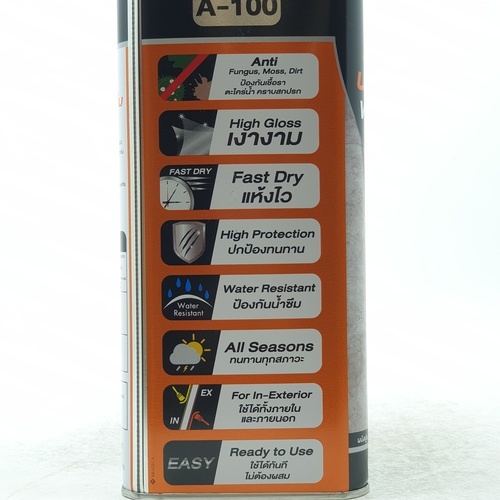 A-100
Anti
Fungus, Moss, Dirt
ป้องกันเชื้อรา
ตะไคร่น้ำ คราบสกปรก
High Gloss
เงางาม
FAST DRY
Fast Dry
แห้งไว
High Protection
ปกป้องทนทาน
Water Resistant
Water Resistant
ป้องกันน้ำซึม
All Seasons
ทนทานทุกสภาวะ
IN EX
For In-Exterior
ใช้ได้ทั้งภายใน
และภายนอก
EASY
Ready to Use
ใช้ได้ทันที
ไม่ต้องผสม